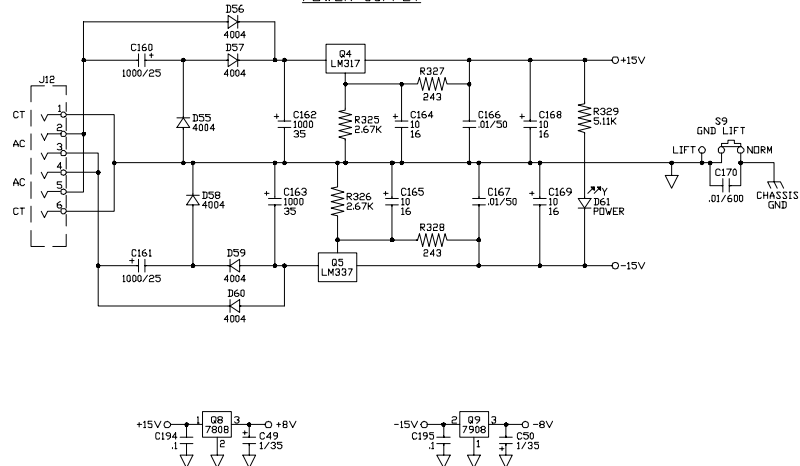 POWER SUPPLY
D56
4004
C160
1000/25
+
D57
4004
Q4
LM317
+15V
R327
243
J12
CT
1
AC
2
3
AC
4
5
CT
6
D55
4004
+
C162
1000
35
R325
2.67K
+
C164
10
16
C166
.01/50
+
C168
10
16
R329
5.11K
S9
GND LIFT
LIFT
NORM
C170
.01/600
CHASSIS
GND
D58
4004
+
C163
1000
35
R326
2.67K
+
C165
10
16
C167
.01/50
+
C169
10
16
Y
D61
POWER
R328
243
C161
+
1000/25
D59
4004
Q5
LM337
-15V
D60
4004
+15V
1
Q8
7808
3
+8V
2
C194
.1
+
C49
1/35
-15V
2
Q9
7908
3
-8V
1
C195
.1
C50
1/35
+